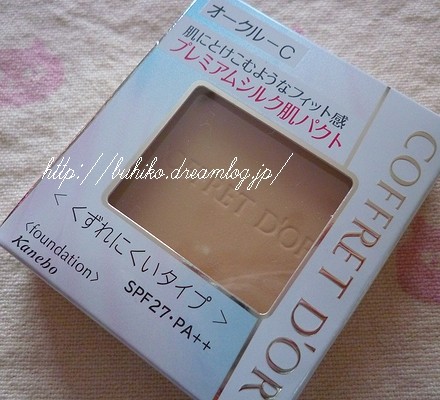 オークルーC
肌にとけこむようなフィット感
プレミアムシルク肌パクト
COFFRET D'OR
http://buhiko.dreamlog.jp/
FRET D'OR
< くずれにくいタイプ >
SPF27・PA++
<foundation>
Kanebo